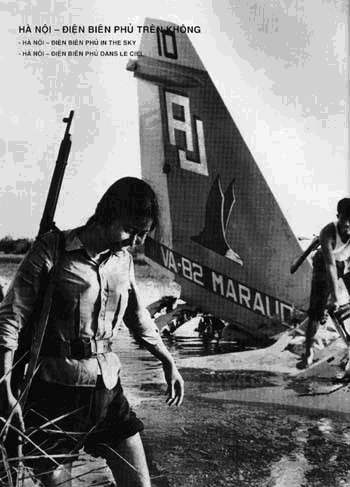 HÀ NỘI – ĐIỆN BIÊN PHỦ TRÊN KHÔNG
- HÀ NỘI – ĐIỆN BIÊN PHỦ IN THE SKY
- HÀ NỘI – ĐIỆN BIÊN PHỦ DANS LE CIEL
10
AJ
VA-82 MARAUD